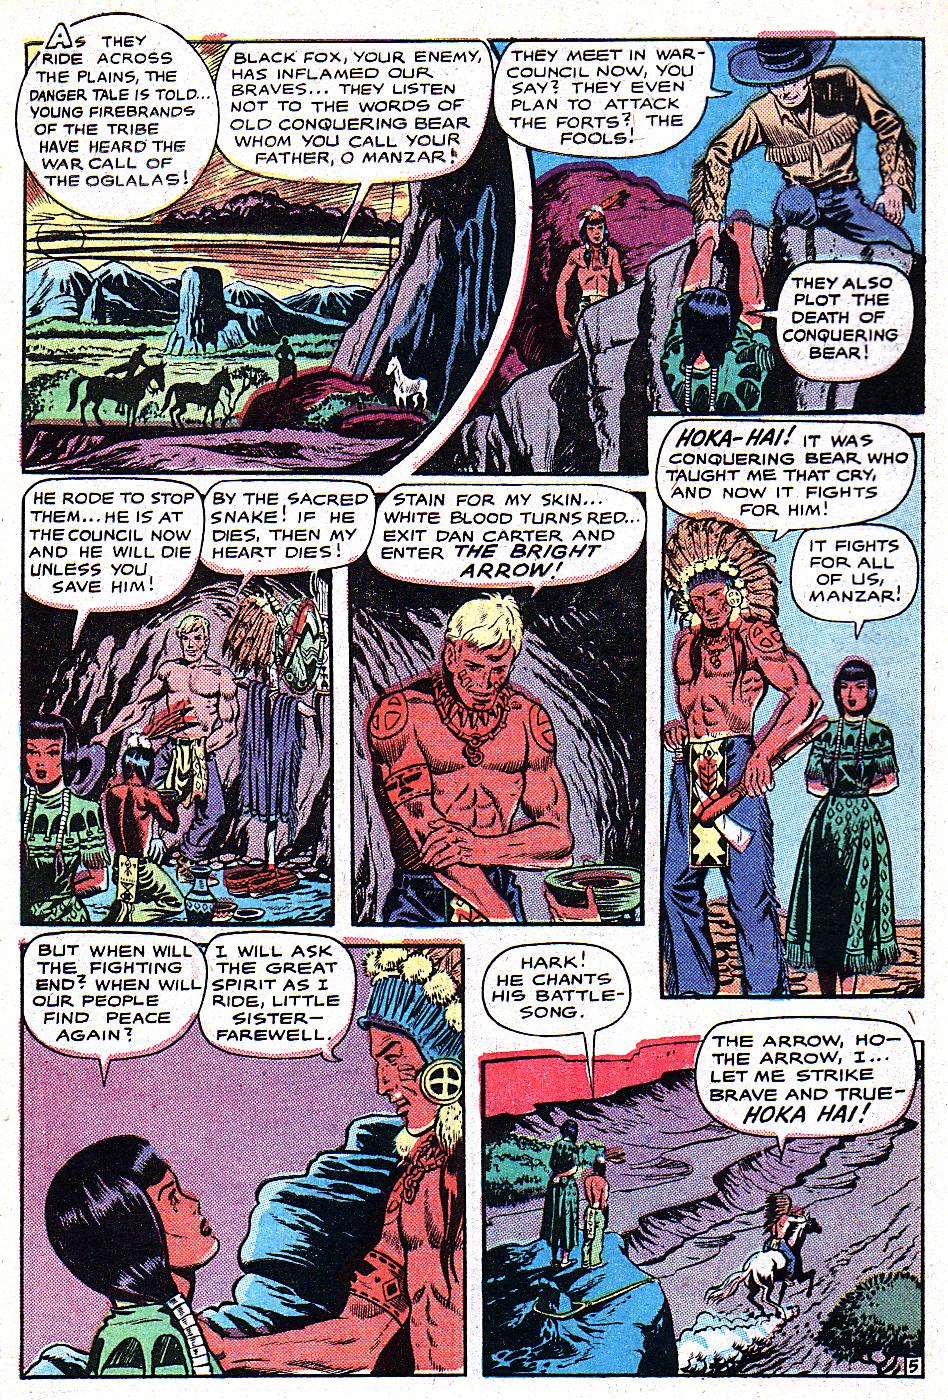 AS THEY
RIDE ACROSS
THE PLAINS, THE
DANGER TALE IS TOLD...
YOUNG FIREBRANDS
OF THE TRIBE
HAVE HEARD THE
WAR CALL OF
THE OGLALAS!
BLACK FOX, YOUR ENEMY,
HAS INFLAMED OUR
BRAVES... THEY LISTEN
NOT TO THE WORDS OF
OLD CONQUERING BEAR
WHOM YOU CALL YOUR
FATHER, O MANZAR!
THEY MEET IN WAR-
COUNCIL NOW, YOU
SAY? THEY EVEN
PLAN TO ATTACK
THE FORTS? THE
FOOLS!
THEY ALSO
PLOT THE
DEATH OF
CONQUERING
BEAR!
HE RODE TO STOP
THEM... HE IS AT
THE COUNCIL NOW
AND HE WILL DIE
UNLESS YOU
SAVE HIM!
BY THE SACRED
SNAKE! IF HE
DIES, THEN MY
HEART DIES!
STAIN FOR MY SKIN...
WHITE BLOOD TURNS RED...
EXIT DAN CARTER AND
ENTER THE BRIGHT
ARROW!
HOKA-HAI! IT WAS
CONQUERING BEAR WHO
TAUGHT ME THAT CRY,
AND NOW IT FIGHTS
FOR HIM!
IT FIGHTS
FOR ALL
OF US,
MANZAR!
BUT WHEN WILL
THE FIGHTING
END? WHEN WILL
OUR PEOPLE
FIND PEACE
AGAIN?
I WILL ASK
THE GREAT
SPIRIT AS I
RIDE, LITTLE
SISTER—
FAREWELL.
HARK!
HE CHANTS
HIS BATTLE-
SONG.
THE ARROW, HO—
THE ARROW, I...
LET ME STRIKE
BRAVE AND TRUE—
HOKA HAI!
5